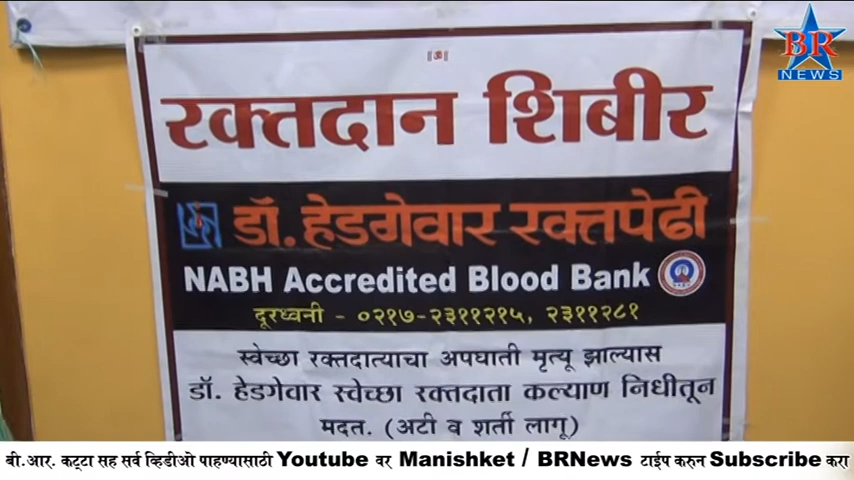 ॥ॐ॥
BR
NEWS
रक्तदान शिबीर
डॉ. हेडगेवार रक्तपेढी
NABH Accredited Blood Bank
दूरध्वनी - ०२१७-२३११२१५, २३११२८१
स्वेच्छा रक्तदात्याचा अपघाती मृत्यू झाल्यास
डॉ. हेडगेवार स्वेच्छा रक्तदाता कल्याण निधीतून
मदत. (अटी व शर्ती लागू)
बी.आर. कट्टा सह सर्व व्हिडीओ पाहण्यासाठी Youtube वर Manishket / BRNews टाईप करुन Subscribe करा